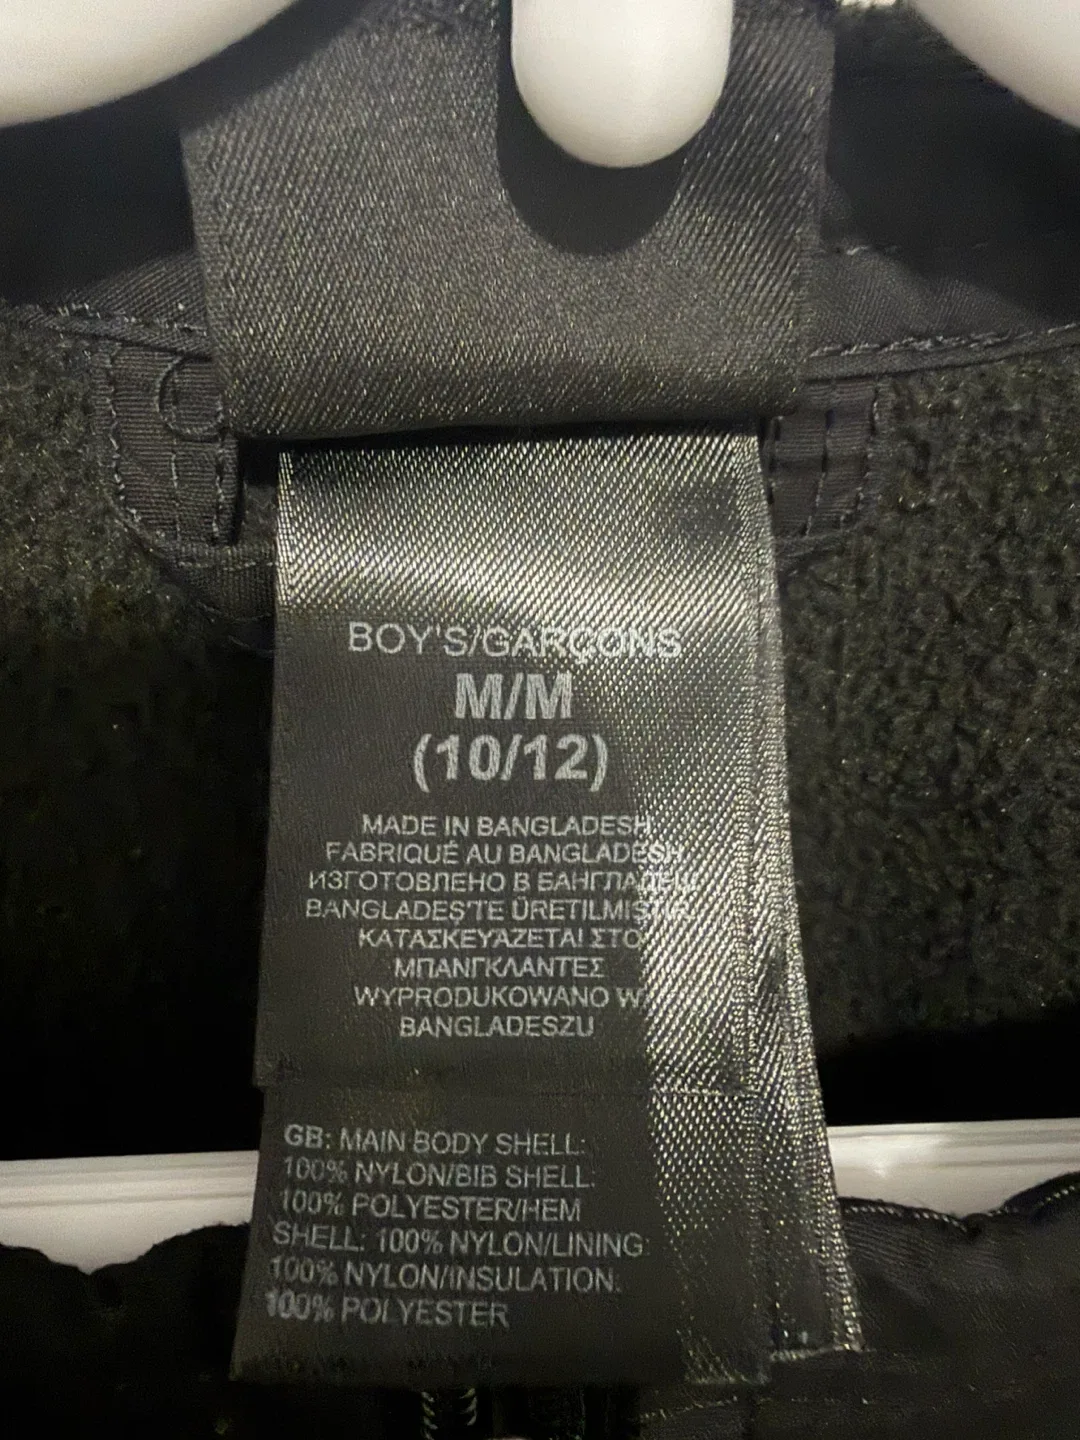 BOY'S/GARÇONS
M/M
(10/12)
MADE IN BANGLADESH
FABRIQUÉ AU BANGLADESH
ИЗГОТОВЛЕНО В БАНГЛАДЕШ
BANGLADEŞ'TE ÜRETILMIŞTIR
ΚΑΤΑΣΚΕΥΆΖΕΤΑΙ ΣΤΟ
ΜΠΑΝΓΚΛΑΝΤΕΣ
WYPRODUKOWANO W
BANGLADESZU
GB: MAIN BODY SHELL:
100% NYLON/BIB SHELL:
100% POLYESTER/HEM
SHELL: 100% NYLON/LINING:
100% NYLON/INSULATION:
100% POLYESTER